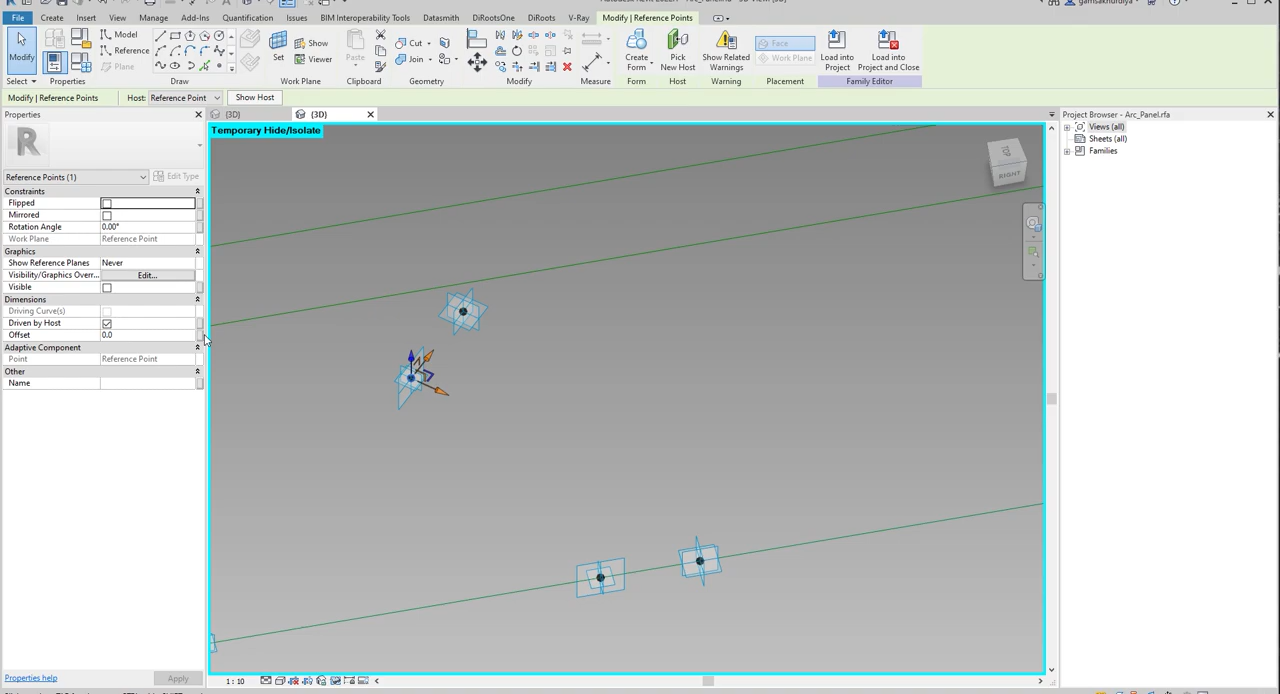 File Create Insert View Manage Add-Ins Quantification Issues BIM Interoperability Tools Datasmith DiRootsOne DiRoots V-Ray Modify | Reference Points
Modify
Model
Reference
Plane
Set
Show
Viewer
Paste
Cut
Join
Create Form
Pick New Host
Show Related Warnings
Face
Work Plane
Load into Project
Load into Project and Close
Select Properties Draw Work Plane Clipboard Geometry Modify Measure Form Host Warning Placement Family Editor
Modify | Reference Points Host: Reference Point Show Host
Properties
(3D)
(3D)
Project Browser - Arc_Panel.rfa
Temporary Hide/Isolate
Views (all)
Sheets (all)
Families
TOP
RIGHT
R
Reference Points (1) Edit Type
Constraints
Flipped
Mirrored
Rotation Angle 0.00°
Work Plane Reference Point
Graphics
Show Reference Planes Never
Visibility/Graphics Overr... Edit...
Visible
Dimensions
Driving Curve(s)
Driven by Host
Offset 0.0
Adaptive Component
Point Reference Point
Other
Name
Properties help Apply
1 : 10